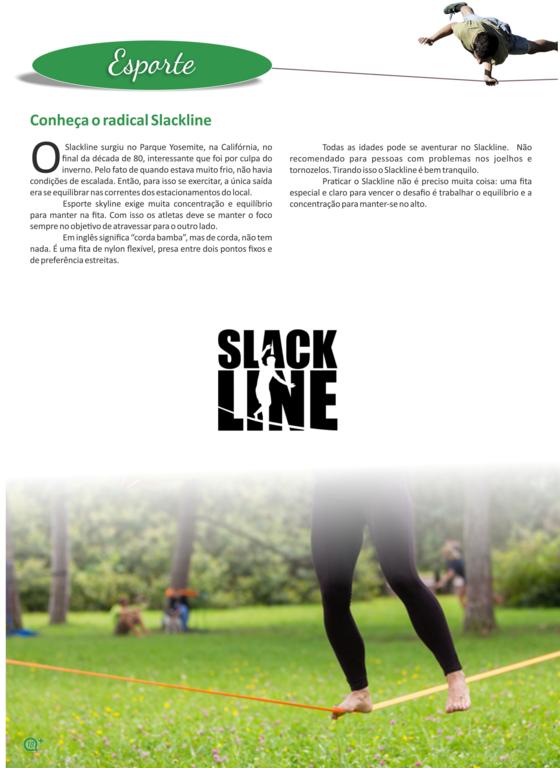 Esporte
Conheça o radical Slackline
O Slackline surgiu no Parque Yosemite, na Califórnia, no
final da década de 80, interessante que foi por culpa do
inverno. Pelo fato de quando estava muito frio, não havia
condições de escalada. Então, para isso se exercitar, a única saída
era se equilibrar nas correntes dos estacionamentos do local.
Esporte skyline exige muita concentração e equilíbrio
para manter na fita. Com isso os atletas deve se manter o foco
sempre no objetivo de atravessar para o outro lado.
Em inglês significa “corda bamba”, mas de corda, não tem
nada. É uma fita de nylon flexível, presa entre dois pontos fixos e
de preferência estreitas.
Todas as idades pode se aventurar no Slackline. Não
recomendado para pessoas com problemas nos joelhos e
tornozelos. Tirando isso o Slackline é bem tranquilo.
Praticar o Slackline não é preciso muita coisa: uma fita
especial e claro para vencer o desafio é trabalhar o equilíbrio e a
concentração para manter-se no alto.
SLACK
LINE